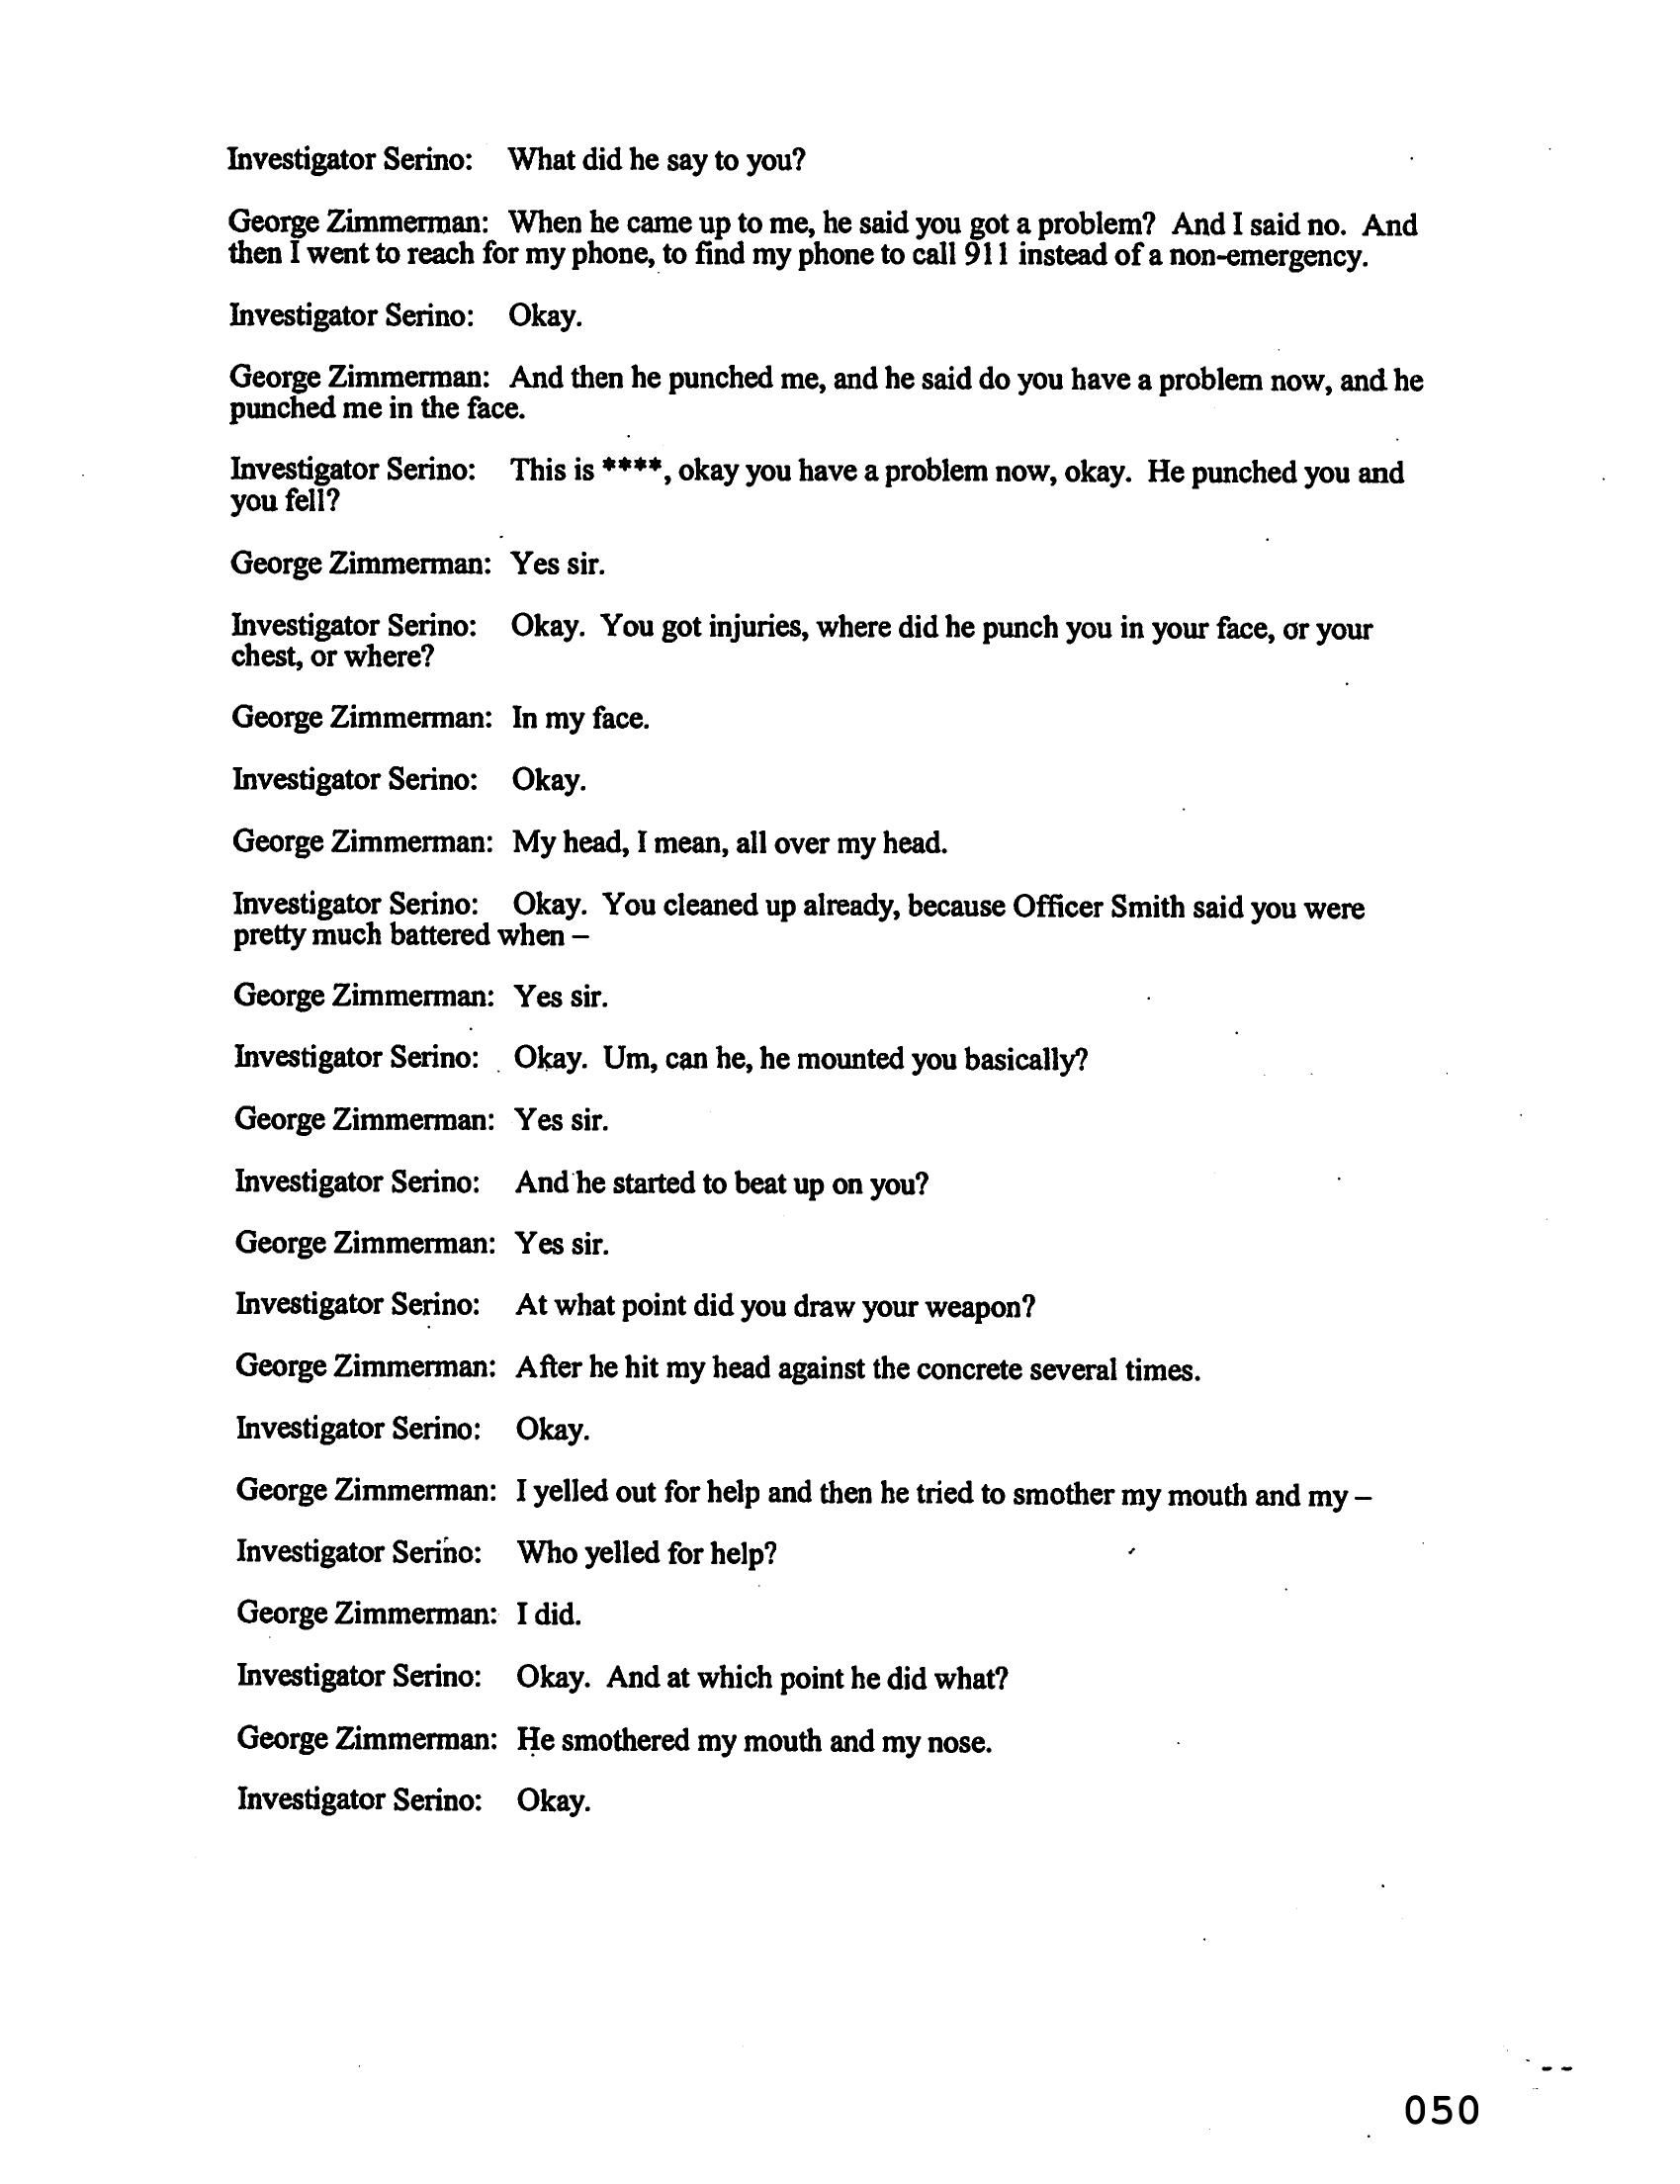 Investigator Serino: What did he say to you?
George Zimmerman: When he came up to me, he said you got a problem? And I said no. And
then I went to reach for my phone, to find my phone to call 911 instead of a non-emergency.
Investigator Serino: Okay.
George Zimmerman: And then he punched me, and he said do you have a problem now, and he
punched me in the face.
Investigator Serino: This is ****, okay you have a problem now, okay. He punched you and
you fell?
George Zimmerman: Yes sir.
Investigator Serino: Okay. You got injuries, where did he punch you in your face, or your
chest, or where?
George Zimmerman: In my face.
Investigator Serino: Okay.
George Zimmerman: My head, I mean, all over my head.
Investigator Serino: Okay. You cleaned up already, because Officer Smith said you were
pretty much battered when –
George Zimmerman: Yes sir.
Investigator Serino: Okay. Um, can he, he mounted you basically?
George Zimmerman: Yes sir.
Investigator Serino: And he started to beat up on you?
George Zimmerman: Yes sir.
Investigator Serino: At what point did you draw your weapon?
George Zimmerman: After he hit my head against the concrete several times.
Investigator Serino: Okay.
George Zimmerman: I yelled out for help and then he tried to smother my mouth and my –
Investigator Serino: Who yelled for help?
George Zimmerman: I did.
Investigator Serino: Okay. And at which point he did what?
George Zimmerman: He smothered my mouth and my nose.
Investigator Serino: Okay.
050